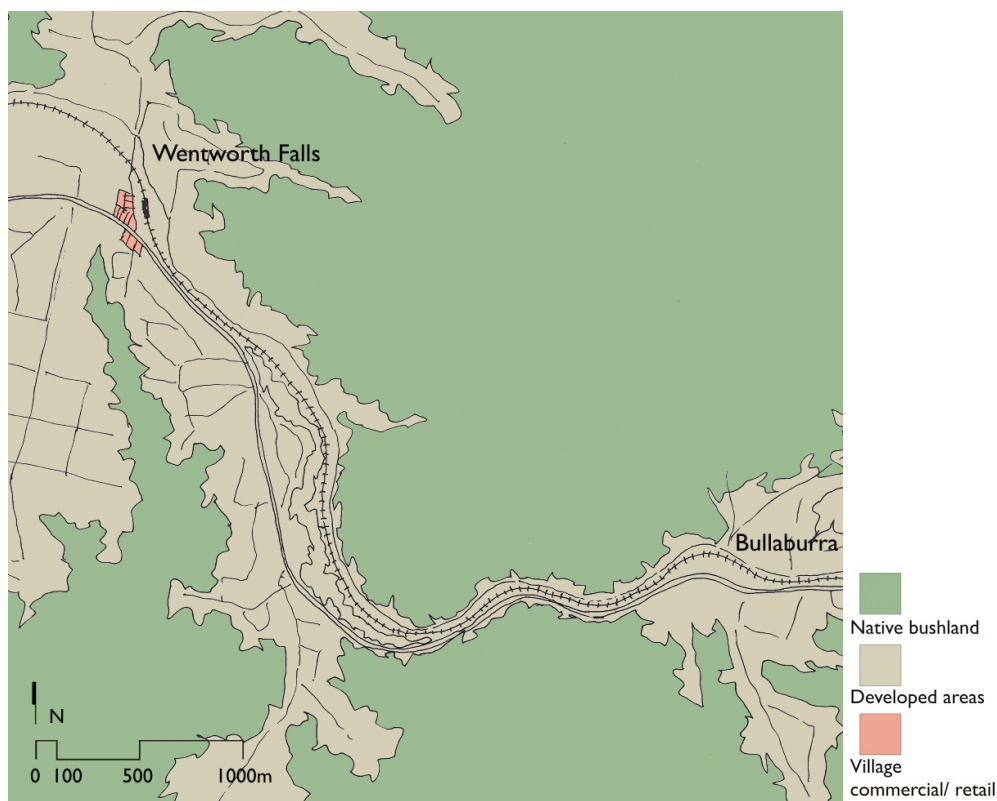 Wentworth Falls
Bullaburra
N
0 100 500 1000m
Native bushland
Developed areas
Village
commercial/ retail